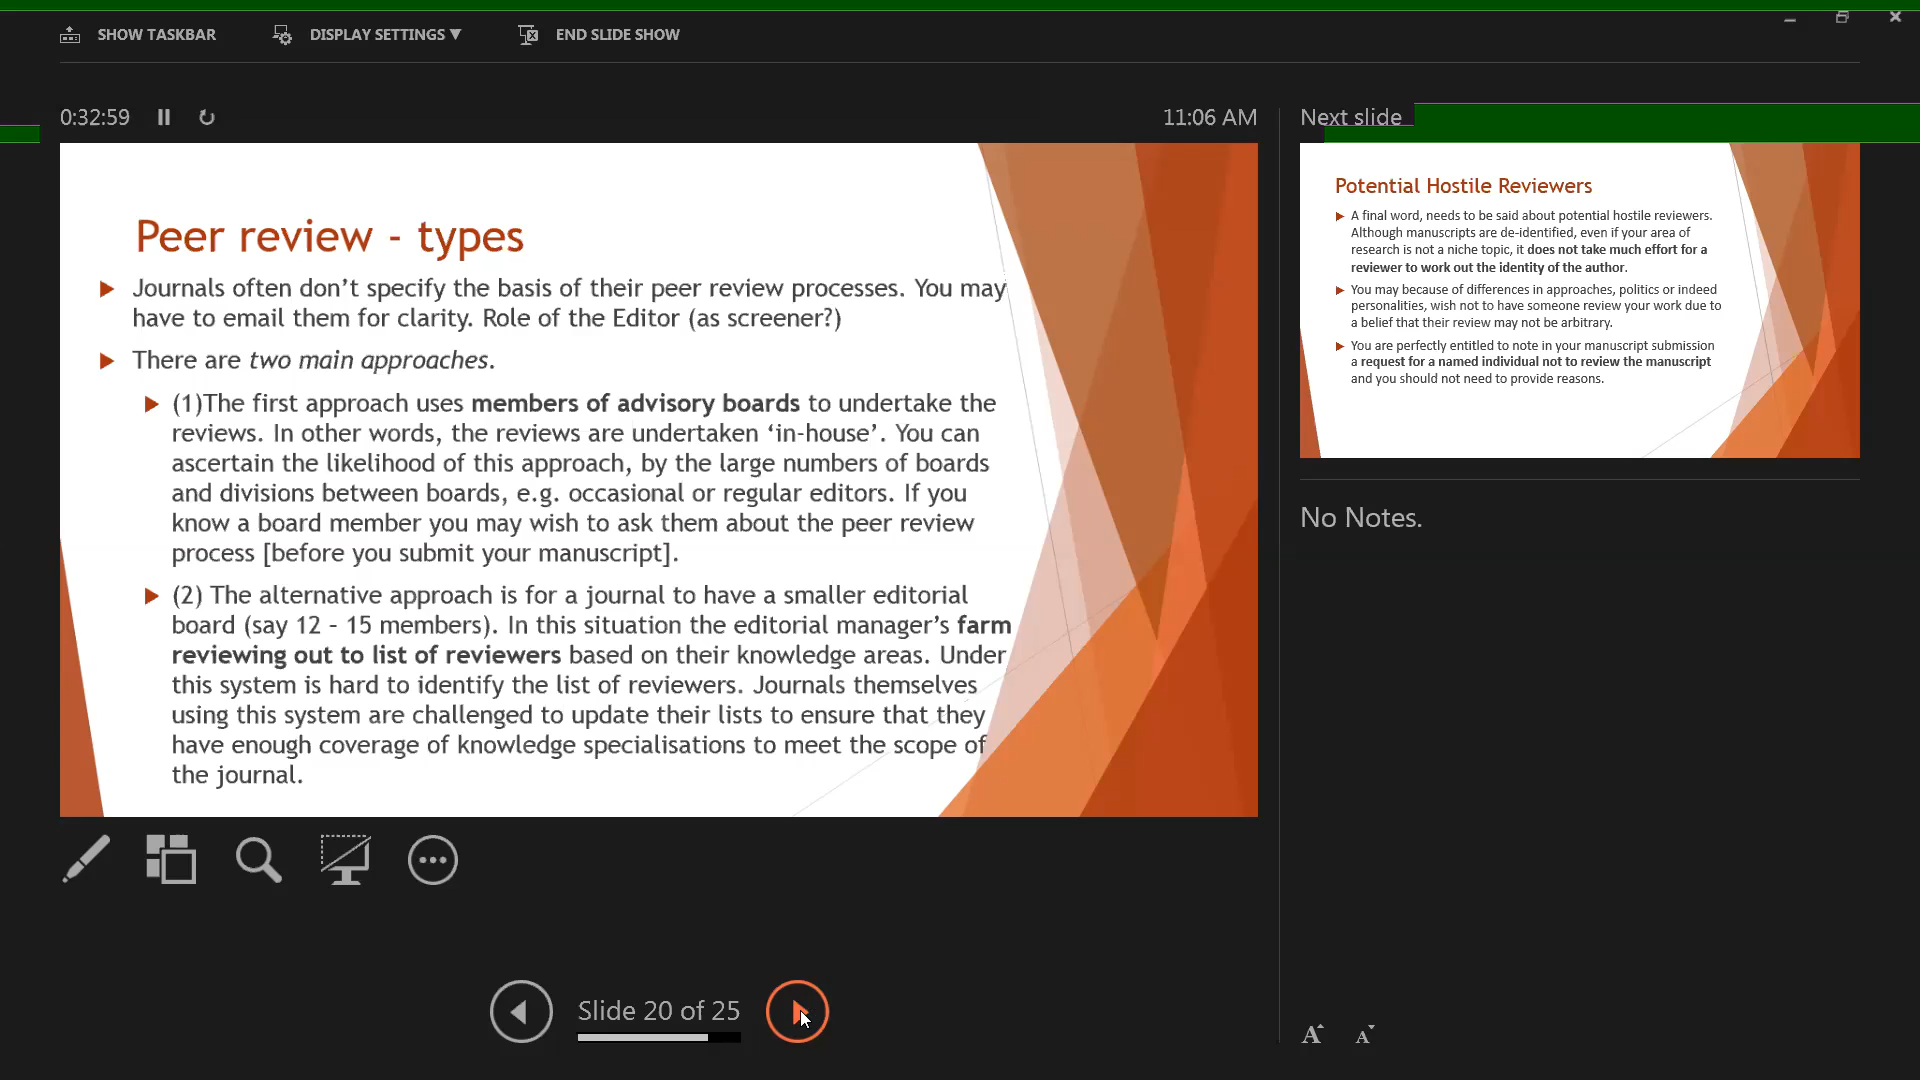 SHOW TASKBAR
DISPLAY SETTINGS ▼
END SLIDE SHOW
0:32:59
11:06 AM
Peer review - types
Journals often don’t specify the basis of their peer review processes. You may
have to email them for clarity. Role of the Editor (as screener?)
There are two main approaches.
(1)The first approach uses members of advisory boards to undertake the
reviews. In other words, the reviews are undertaken ‘in-house’. You can
ascertain the likelihood of this approach, by the large numbers of boards
and divisions between boards, e.g. occasional or regular editors. If you
know a board member you may wish to ask them about the peer review
process [before you submit your manuscript].
(2) The alternative approach is for a journal to have a smaller editorial
board (say 12 – 15 members). In this situation the editorial manager’s farm
reviewing out to list of reviewers based on their knowledge areas. Under
this system is hard to identify the list of reviewers. Journals themselves
using this system are challenged to update their lists to ensure that they
have enough coverage of knowledge specialisations to meet the scope of
the journal.
Slide 20 of 25
Next slide
Potential Hostile Reviewers
A final word, needs to be said about potential hostile reviewers.
Although manuscripts are de-identified, even if your area of
research is not a niche topic, it does not take much effort for a
reviewer to work out the identity of the author.
You may because of differences in approaches, politics or indeed
personalities, wish not to have someone review your work due to
a belief that their review may not be arbitrary.
You are perfectly entitled to note in your manuscript submission
a request for a named individual not to review the manuscript
and you should not need to provide reasons.
No Notes.
A A